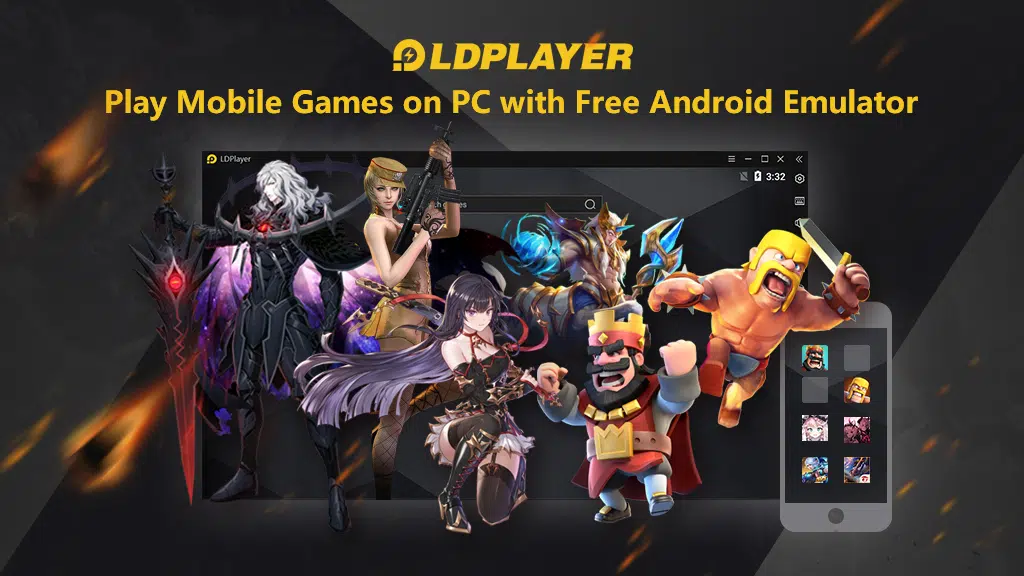 LDPLAYER
Play Mobile Games on PC with Free Android Emulator
LDPlayer
3:32